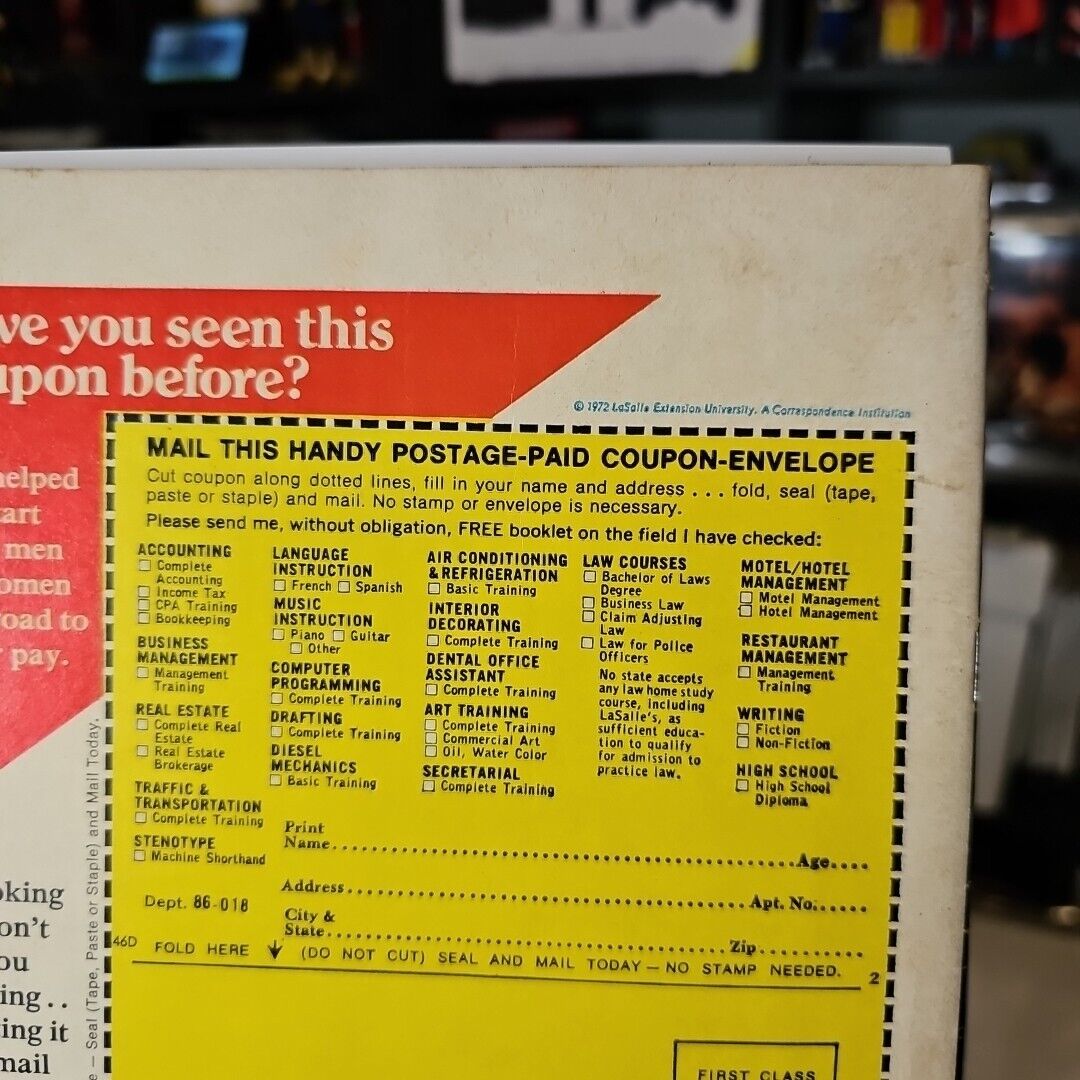 ve you seen this
upon before?
elped
art
men
omen
road to
pay.
oking
on't
ou
ing..
ing it
mail
e — Seal (Tape, Paste or Staple) and Mail Today.
© 1972 LaSalle Extension University. A Correspondence Institution
MAIL THIS HANDY POSTAGE-PAID COUPON-ENVELOPE
Cut coupon along dotted lines, fill in your name and address ... fold, seal (tape,
paste or staple) and mail. No stamp or envelope is necessary.
Please send me, without obligation, FREE booklet on the field I have checked:
ACCOUNTING
Complete
Accounting
Income Tax
CPA Training
Bookkeeping
BUSINESS
MANAGEMENT
Management
Training
REAL ESTATE
Complete Real
Estate
Real Estate
Brokerage
TRAFFIC &
TRANSPORTATION
Complete Training
STENOTYPE
Machine Shorthand
LANGUAGE
INSTRUCTION
French Spanish
MUSIC
INSTRUCTION
Piano Guitar
Other
COMPUTER
PROGRAMMING
Complete Training
DRAFTING
Complete Training
DIESEL
MECHANICS
Basic Training
AIR CONDITIONING
& REFRIGERATION
Basic Training
INTERIOR
DECORATING
Complete Training
DENTAL OFFICE
ASSISTANT
Complete Training
ART TRAINING
Complete Training
Commercial Art
Oil, Water Color
SECRETARIAL
Complete Training
LAW COURSES
Bachelor of Laws
Degree
Business Law
Claim Adjusting
Law
Law for Police
Officers
No state accepts
any law home study
course, including
LaSalle's, as
sufficient educa-
tion to qualify
for admission to
practice law.
MOTEL/HOTEL
MANAGEMENT
Motel Management
Hotel Management
RESTAURANT
MANAGEMENT
Management
Training
WRITING
Fiction
Non-Fiction
HIGH SCHOOL
High School
Diploma
Print
Name.....Age....
Address.....Apt. No......
Dept. 86-018
City &
State.....Zip.....
46D FOLD HERE (DO NOT CUT) SEAL AND MAIL TODAY — NO STAMP NEEDED. 2
FIRST CLASS